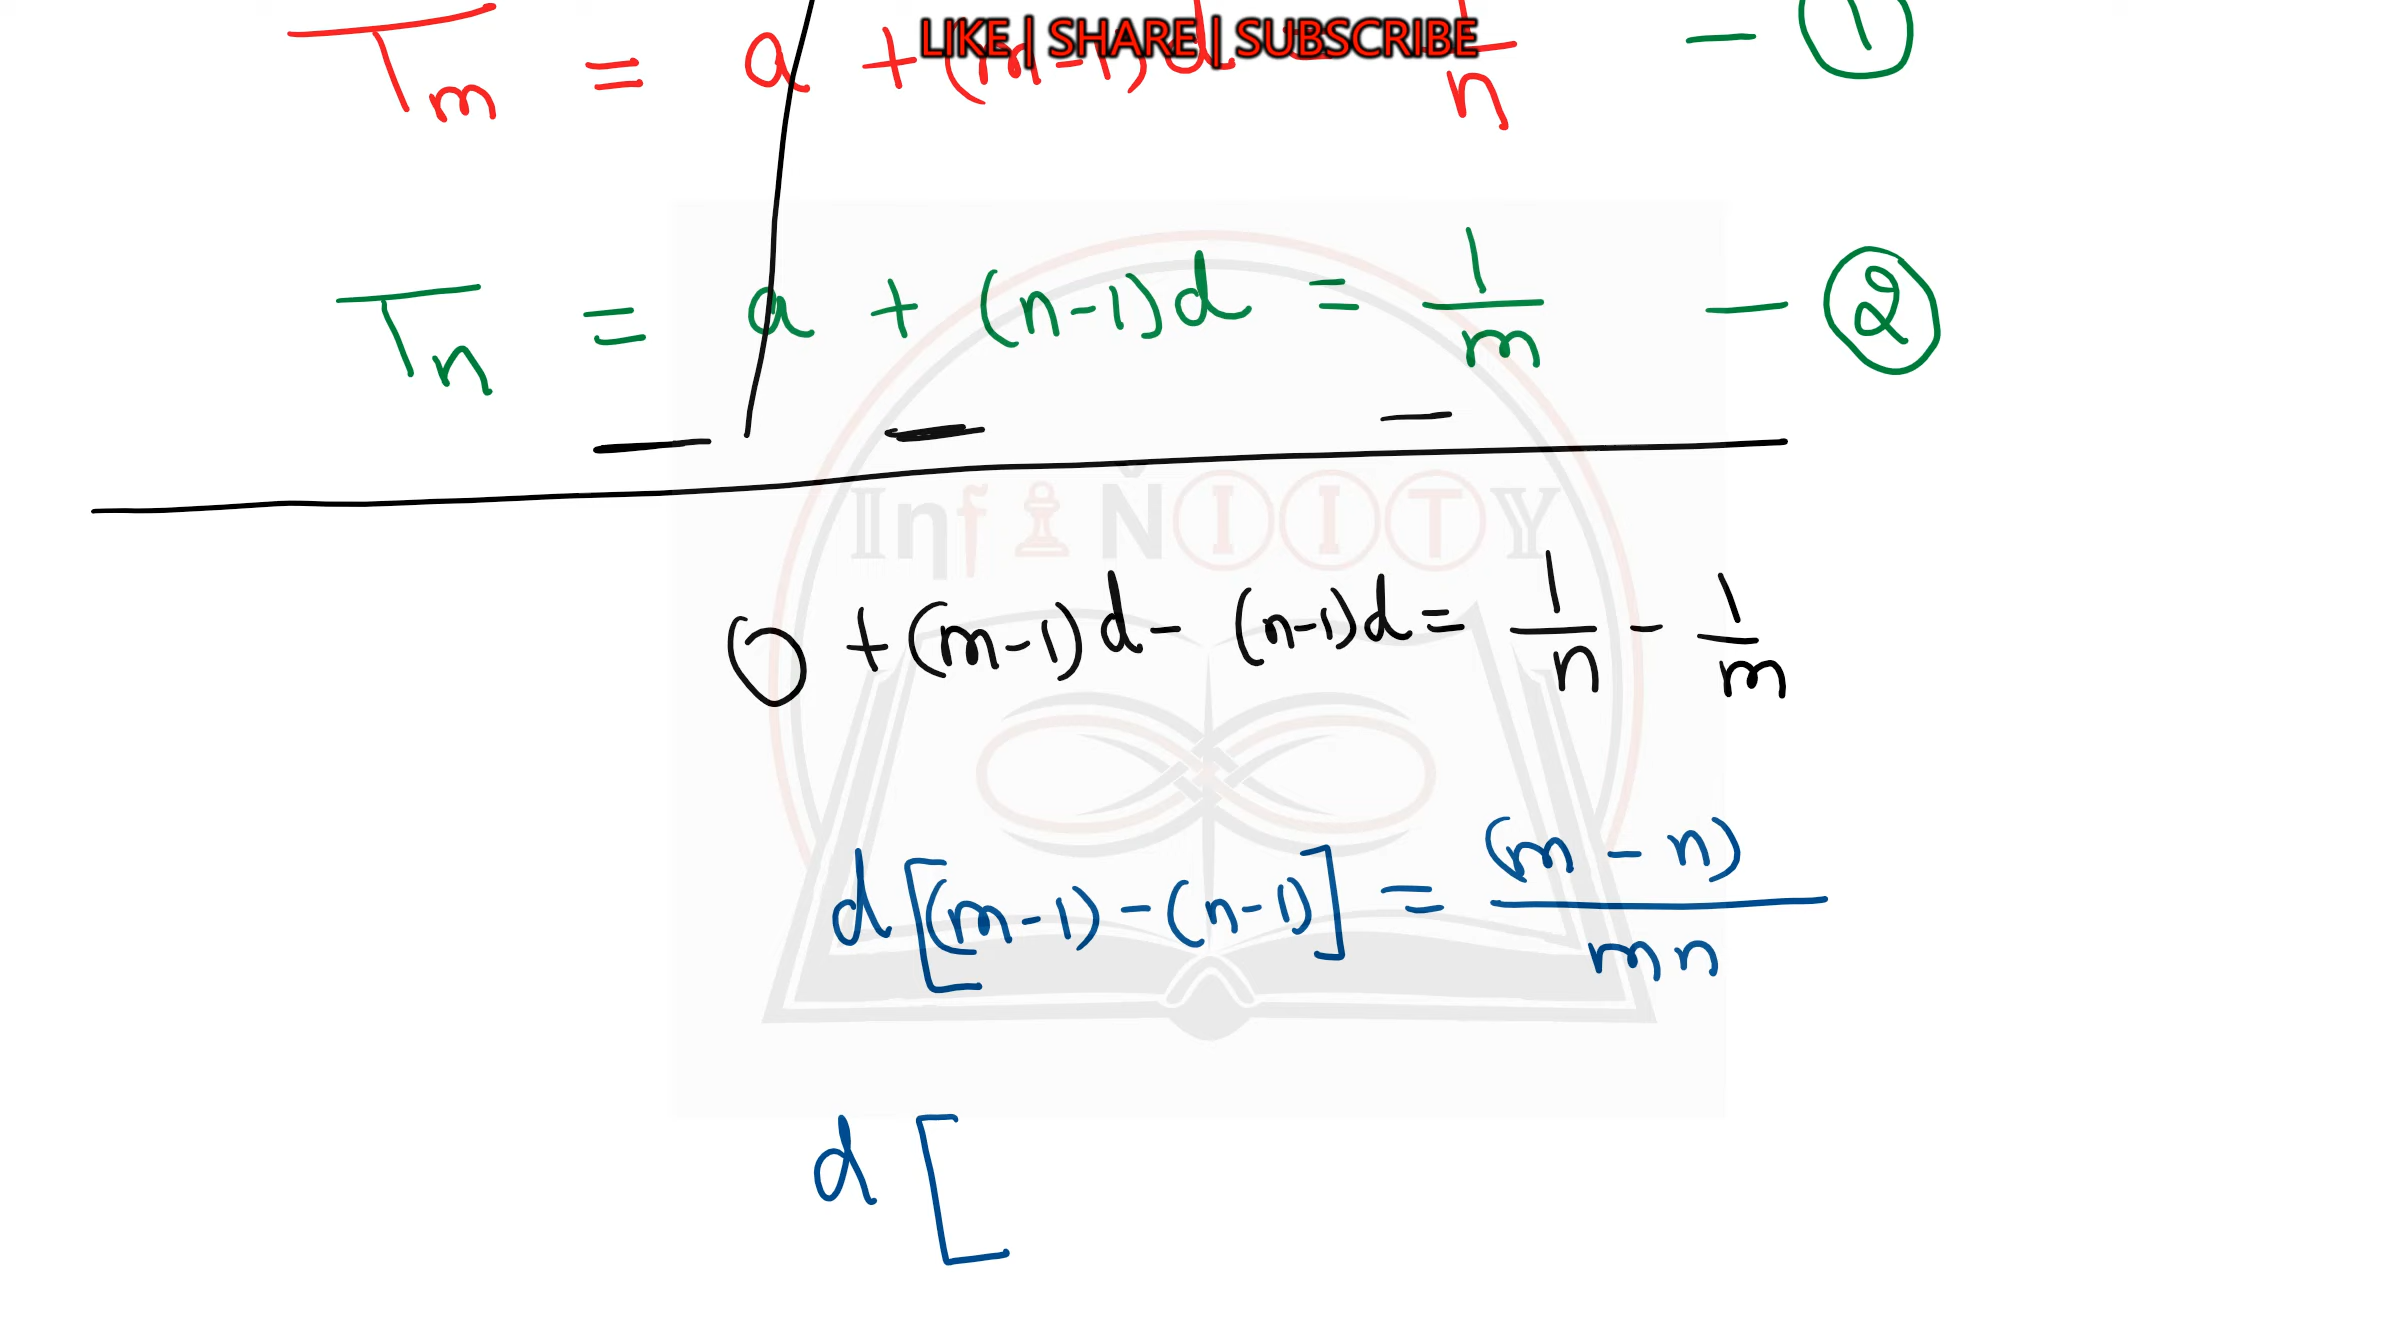 LIKE | SHARE | SUBSCRIBE
Tm = a + (m-1)d = 1/n — ①
Tn = a + (n-1)d = 1/m — ②
— — —
InηfiŇIITY
0 + (m-1)d - (n-1)d = 1/n - 1/m
d[(m-1) - (n-1)] = (m - n)/mn
d [